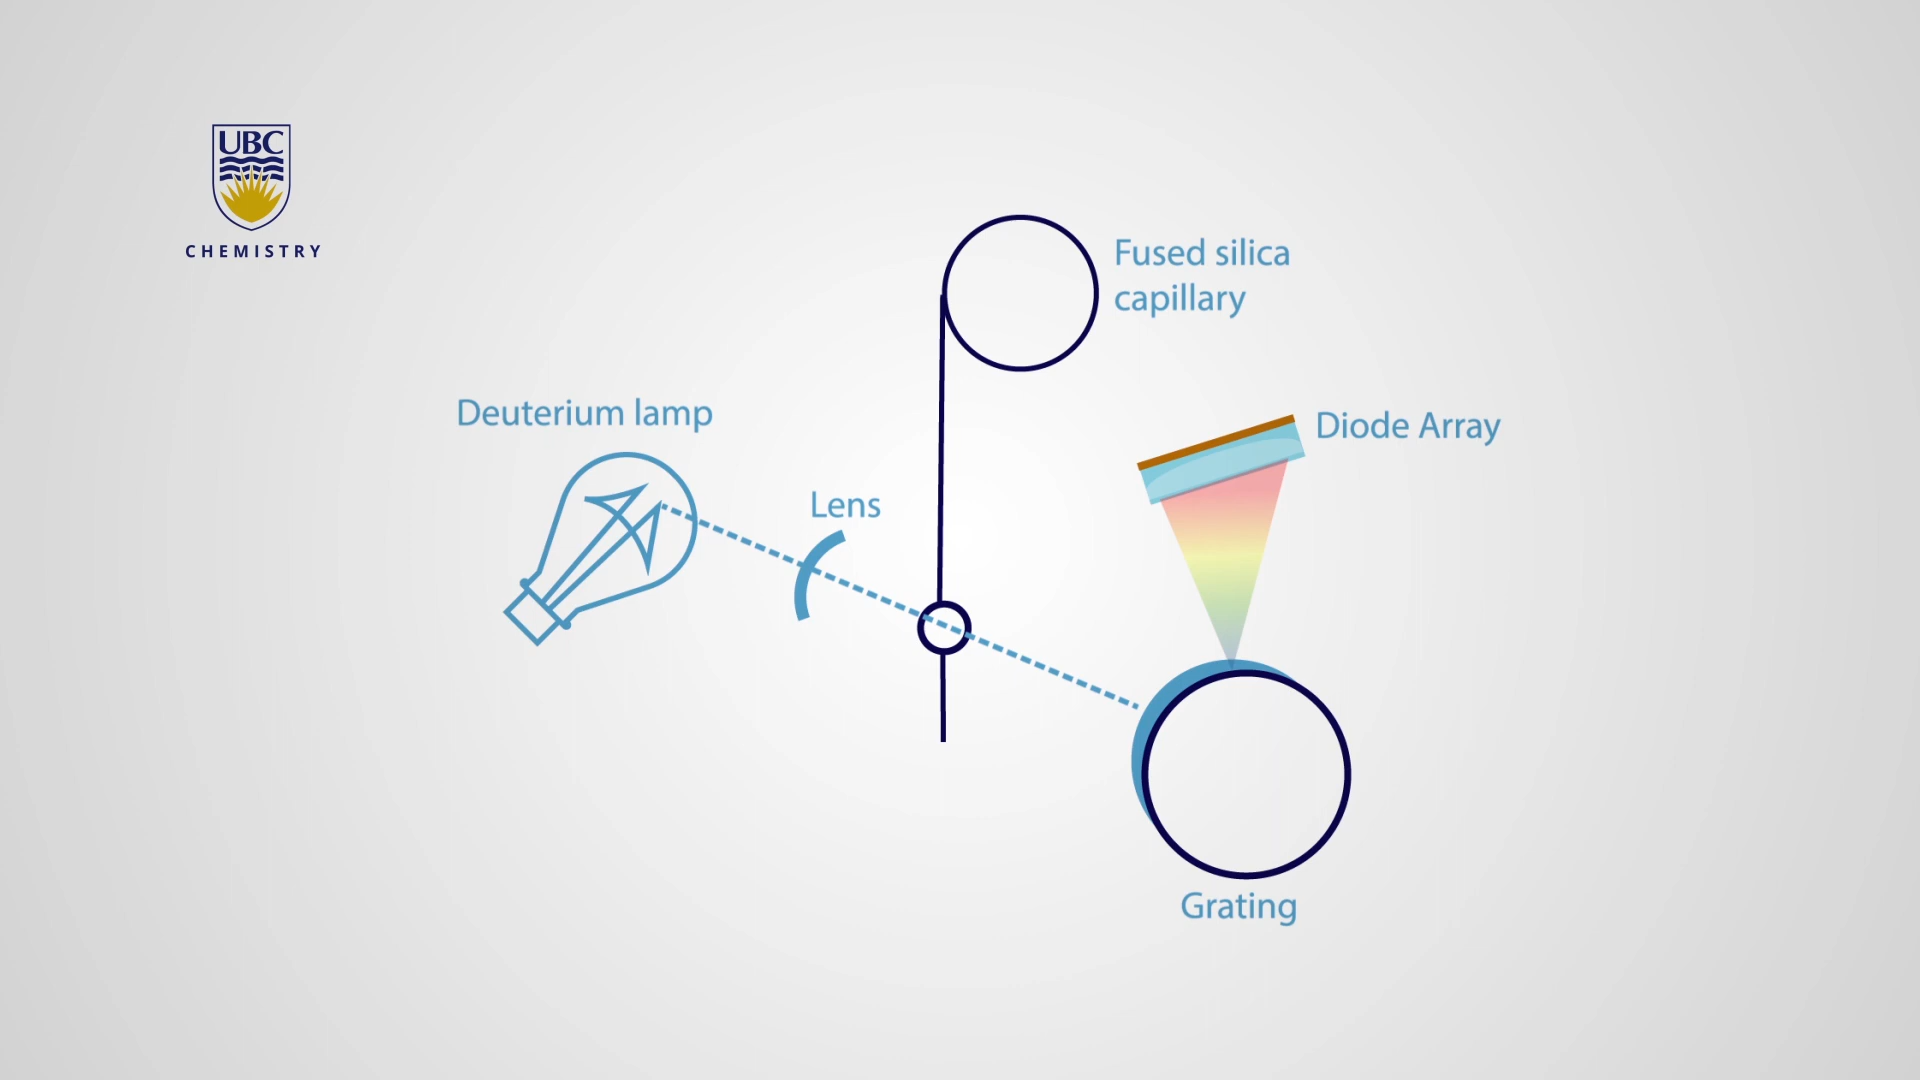 UBC
CHEMISTRY
Fused silica
capillary
Deuterium lamp
Diode Array
Lens
Grating